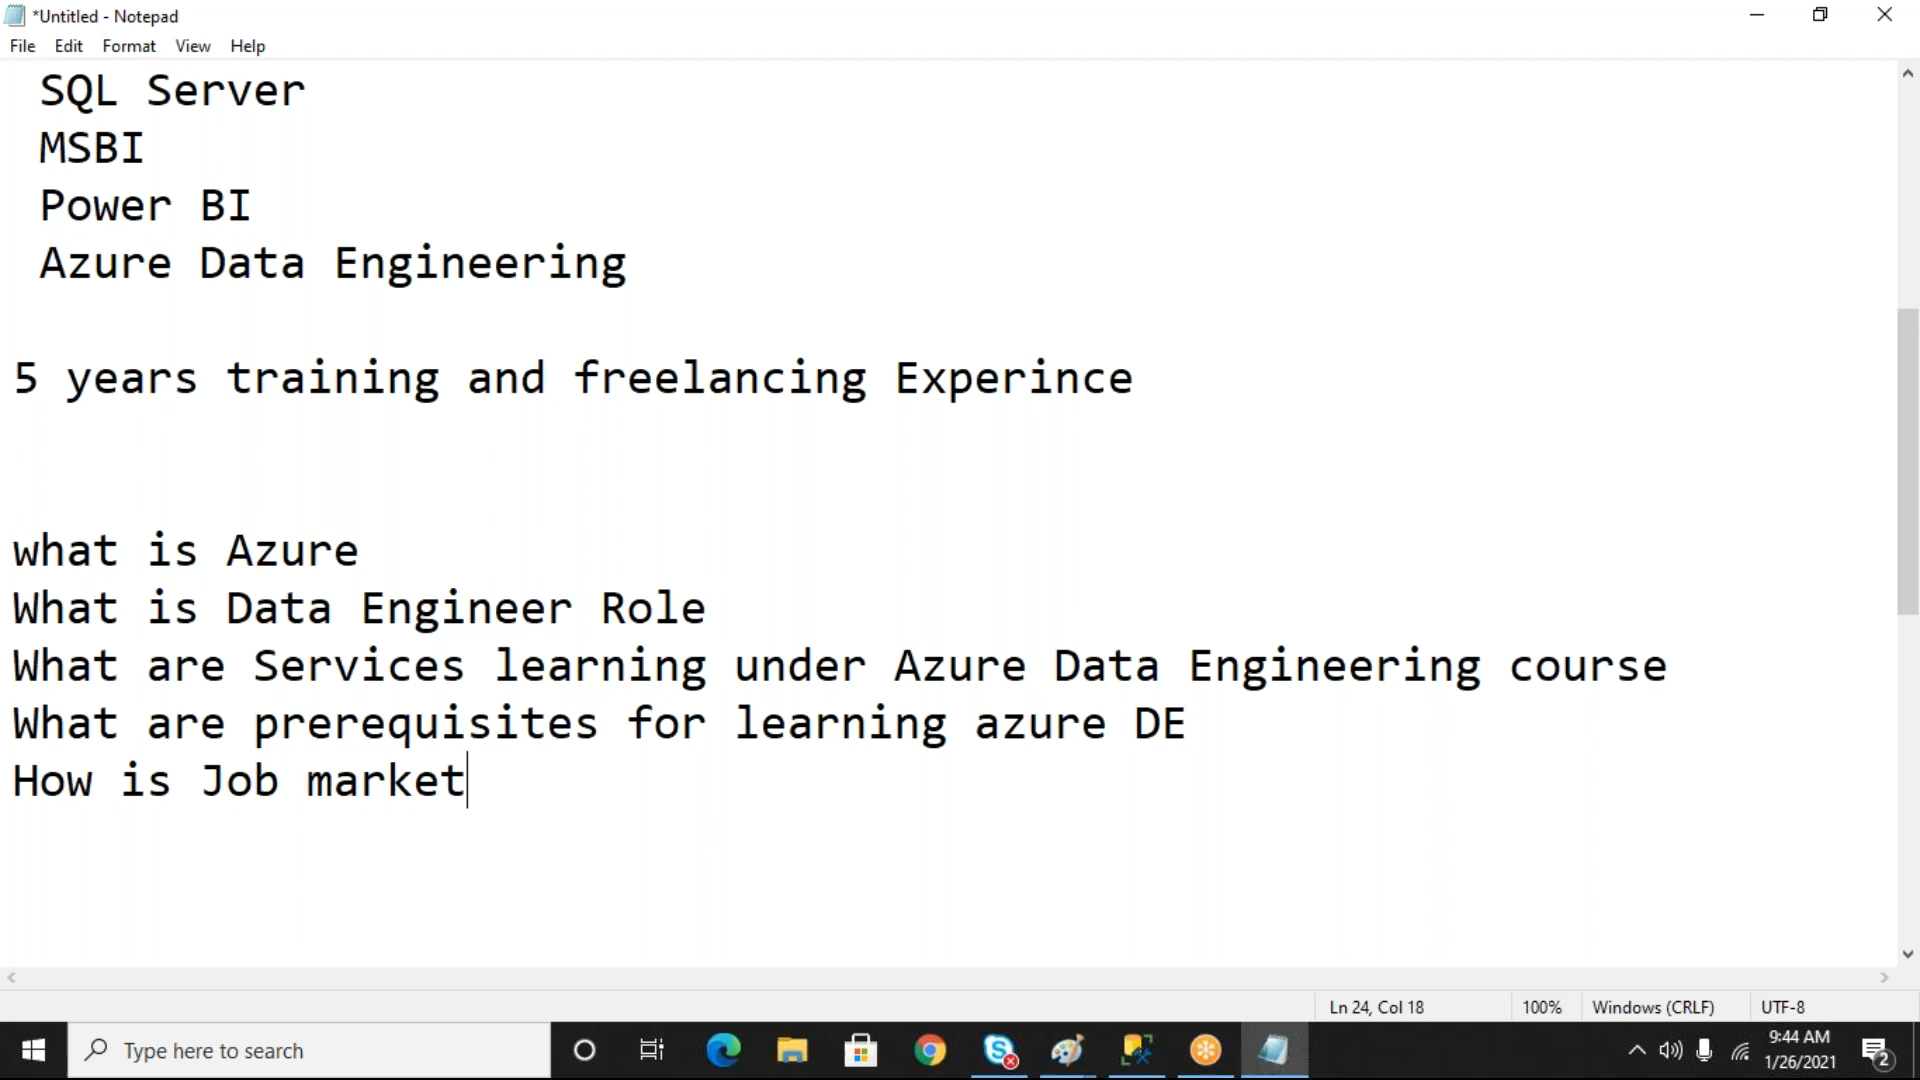 *Untitled - Notepad
File Edit Format View Help
SQL Server
MSBI
Power BI
Azure Data Engineering
5 years training and freelancing Experince
what is Azure
What is Data Engineer Role
What are Services learning under Azure Data Engineering course
What are prerequisites for learning azure DE
How is Job market
Ln 24, Col 18 100% Windows (CRLF) UTF-8
Type here to search
9:44 AM
1/26/2021
2